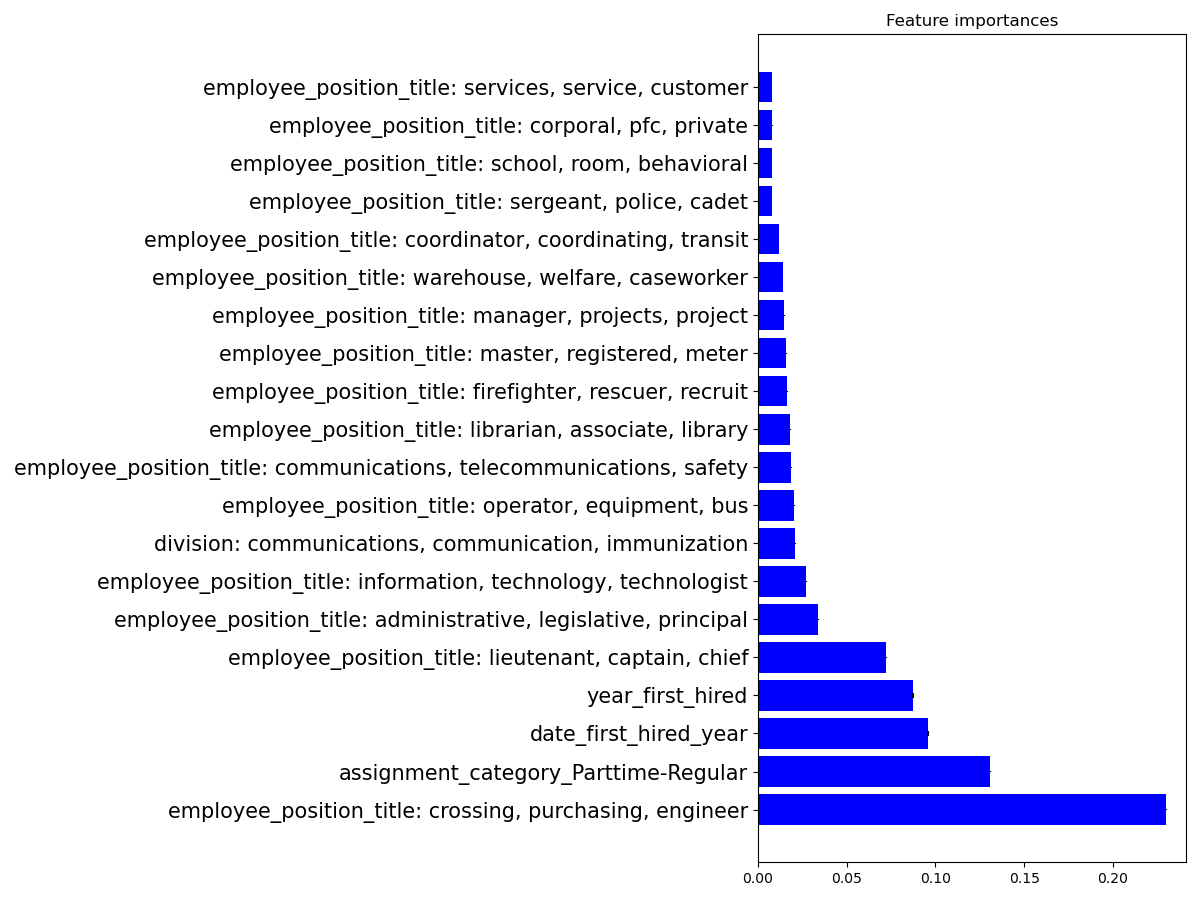 Feature importances
employee_position_title: services, service, customer
employee_position_title: corporal, pfc, private
employee_position_title: school, room, behavioral
employee_position_title: sergeant, police, cadet
employee_position_title: coordinator, coordinating, transit
employee_position_title: warehouse, welfare, caseworker
employee_position_title: manager, projects, project
employee_position_title: master, registered, meter
employee_position_title: firefighter, rescuer, recruit
employee_position_title: librarian, associate, library
employee_position_title: communications, telecommunications, safety
employee_position_title: operator, equipment, bus
division: communications, communication, immunization
employee_position_title: information, technology, technologist
employee_position_title: administrative, legislative, principal
employee_position_title: lieutenant, captain, chief
year_first_hired
date_first_hired_year
assignment_category_Parttime-Regular
employee_position_title: crossing, purchasing, engineer
0.00 0.05 0.10 0.15 0.20